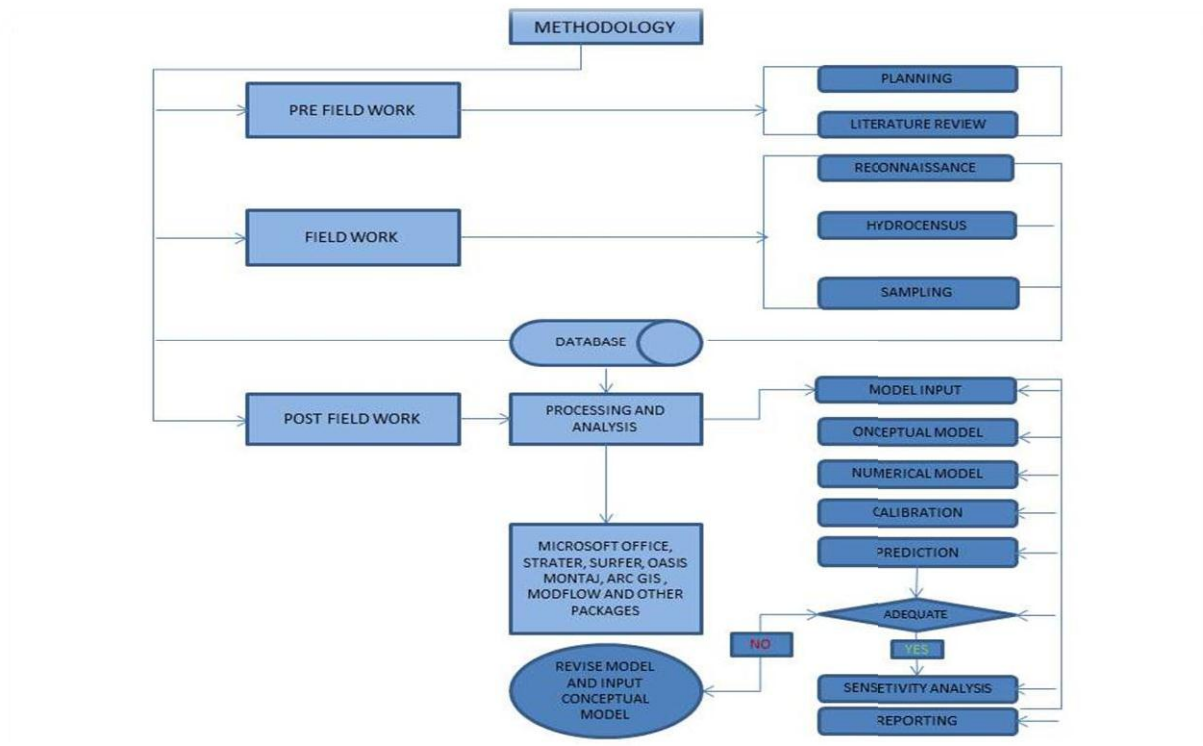 METHODOLOGY
PRE FIELD WORK
PLANNING
LITERATURE REVIEW
FIELD WORK
RECONNAISSANCE
HYDROCENSUS
SAMPLING
DATABASE
POST FIELD WORK
PROCESSING AND
ANALYSIS
MODEL INPUT
ONCEPTUAL MODEL
NUMERICAL MODEL
CALIBRATION
PREDICTION
MICROSOFT OFFICE,
STRATER, SURFER, OASIS
MONTAJ, ARC GIS ,
MODFLOW AND OTHER
PACKAGES
ADEQUATE
NO
YES
REVISE MODEL
AND INPUT
CONCEPTUAL
MODEL
SENSETIVITY ANALYSIS
REPORTING